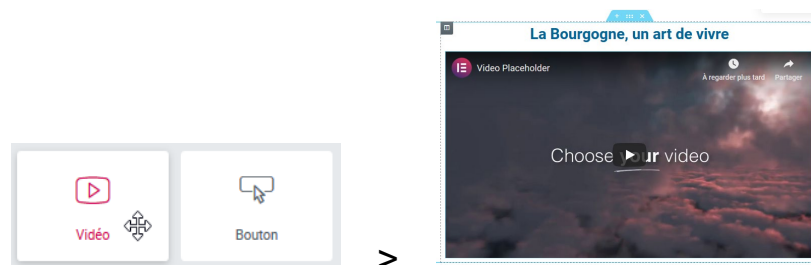 Vidéo
Bouton
>
La Bourgogne, un art de vivre
Video Placeholder
À regarder plus tard
Partager
Choose your video